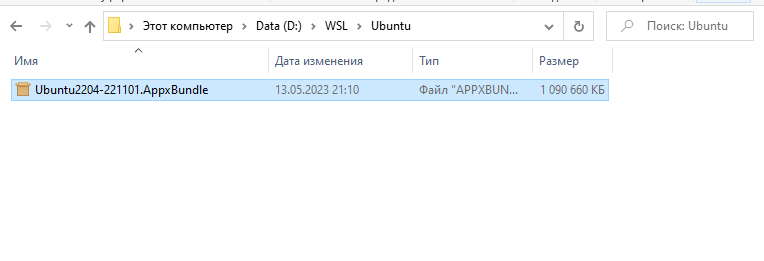 Этот компьютер Data (D:) WSL Ubuntu Поиск: Ubuntu
Имя Дата изменения Тип Размер
Ubuntu2204-221101.AppxBundle 13.05.2023 21:10 Файл "APPXBUN... 1 090 660 КБ